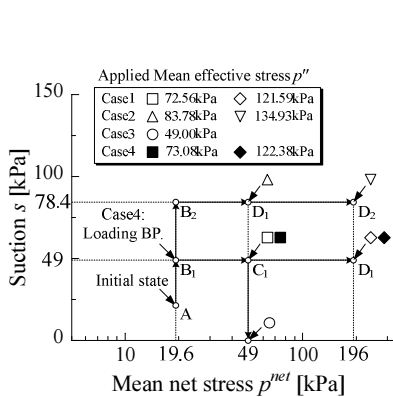 Applied Mean effective stress p″
Case1 □ 72.56kPa ◇ 121.59kPa
Case2 △ 83.78kPa ▽ 134.93kPa
Case3 ○ 49.00kPa
Case4 ■ 73.08kPa ◆ 122.38kPa
150
100
78.4
49
50
0
Suction s [kPa]
B₂
D₁
D₂
Case4:
Loading BP.
B₁
C₁
D₁
Initial state
A
10
19.6
49
100
196
Mean net stress pⁿᵉᵗ [kPa]